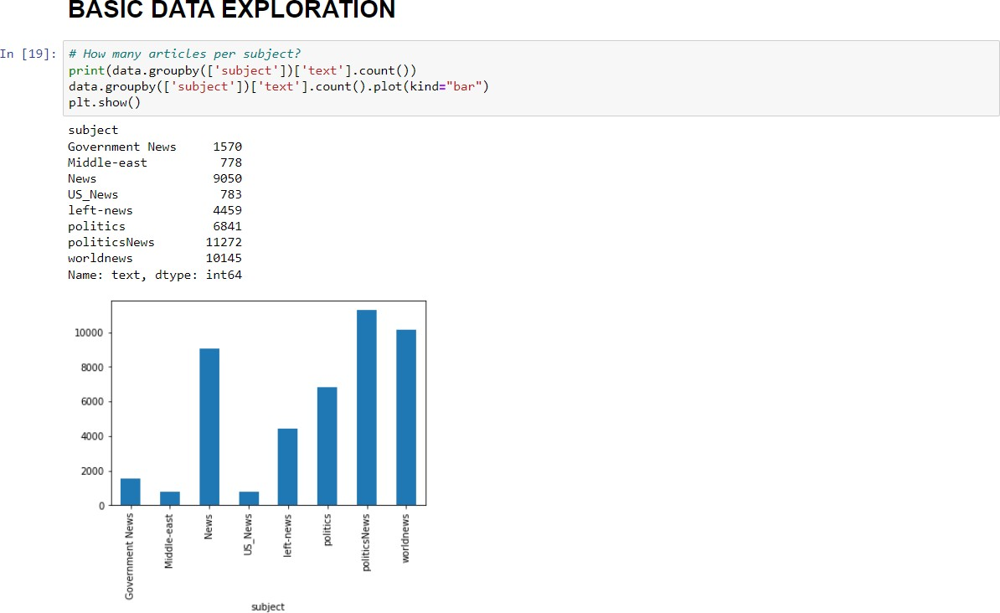 BASIC DATA EXPLORATION
In [19]: # How many articles per subject?
print(data.groupby(['subject'])['text'].count())
data.groupby(['subject'])['text'].count().plot(kind="bar")
plt.show()
subject
Government News 1570
Middle-east 778
News 9050
US_News 783
left-news 4459
politics 6841
politicsNews 11272
worldnews 10145
Name: text, dtype: int64
10000
8000
6000
4000
2000
0
Government News
Middle-east
News
US_News
left-news
politics
politicsNews
worldnews
subject